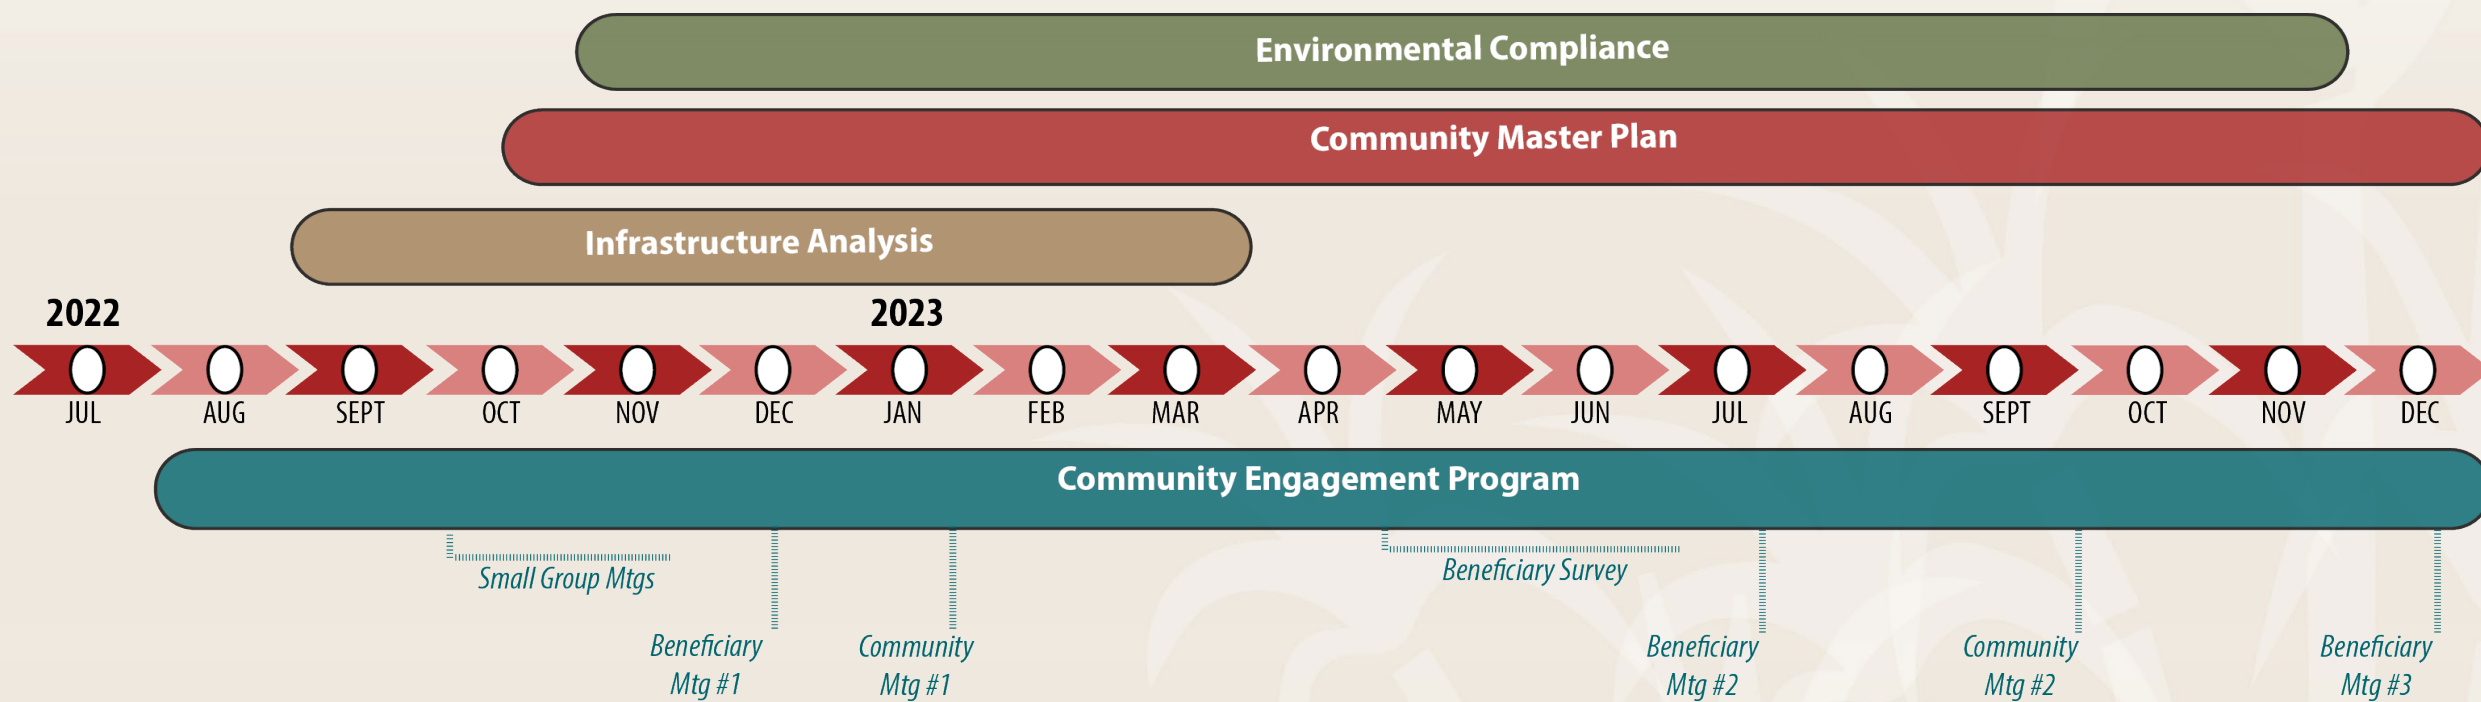 Environmental Compliance
Community Master Plan
Infrastructure Analysis
2022 2023
JUL AUG SEPT OCT NOV DEC JAN FEB MAR APR MAY JUN JUL AUG SEPT OCT NOV DEC
Community Engagement Program
Small Group Mtgs
Beneficiary Survey
Beneficiary
Mtg #1
Community
Mtg #1
Beneficiary
Mtg #2
Community
Mtg #2
Beneficiary
Mtg #3